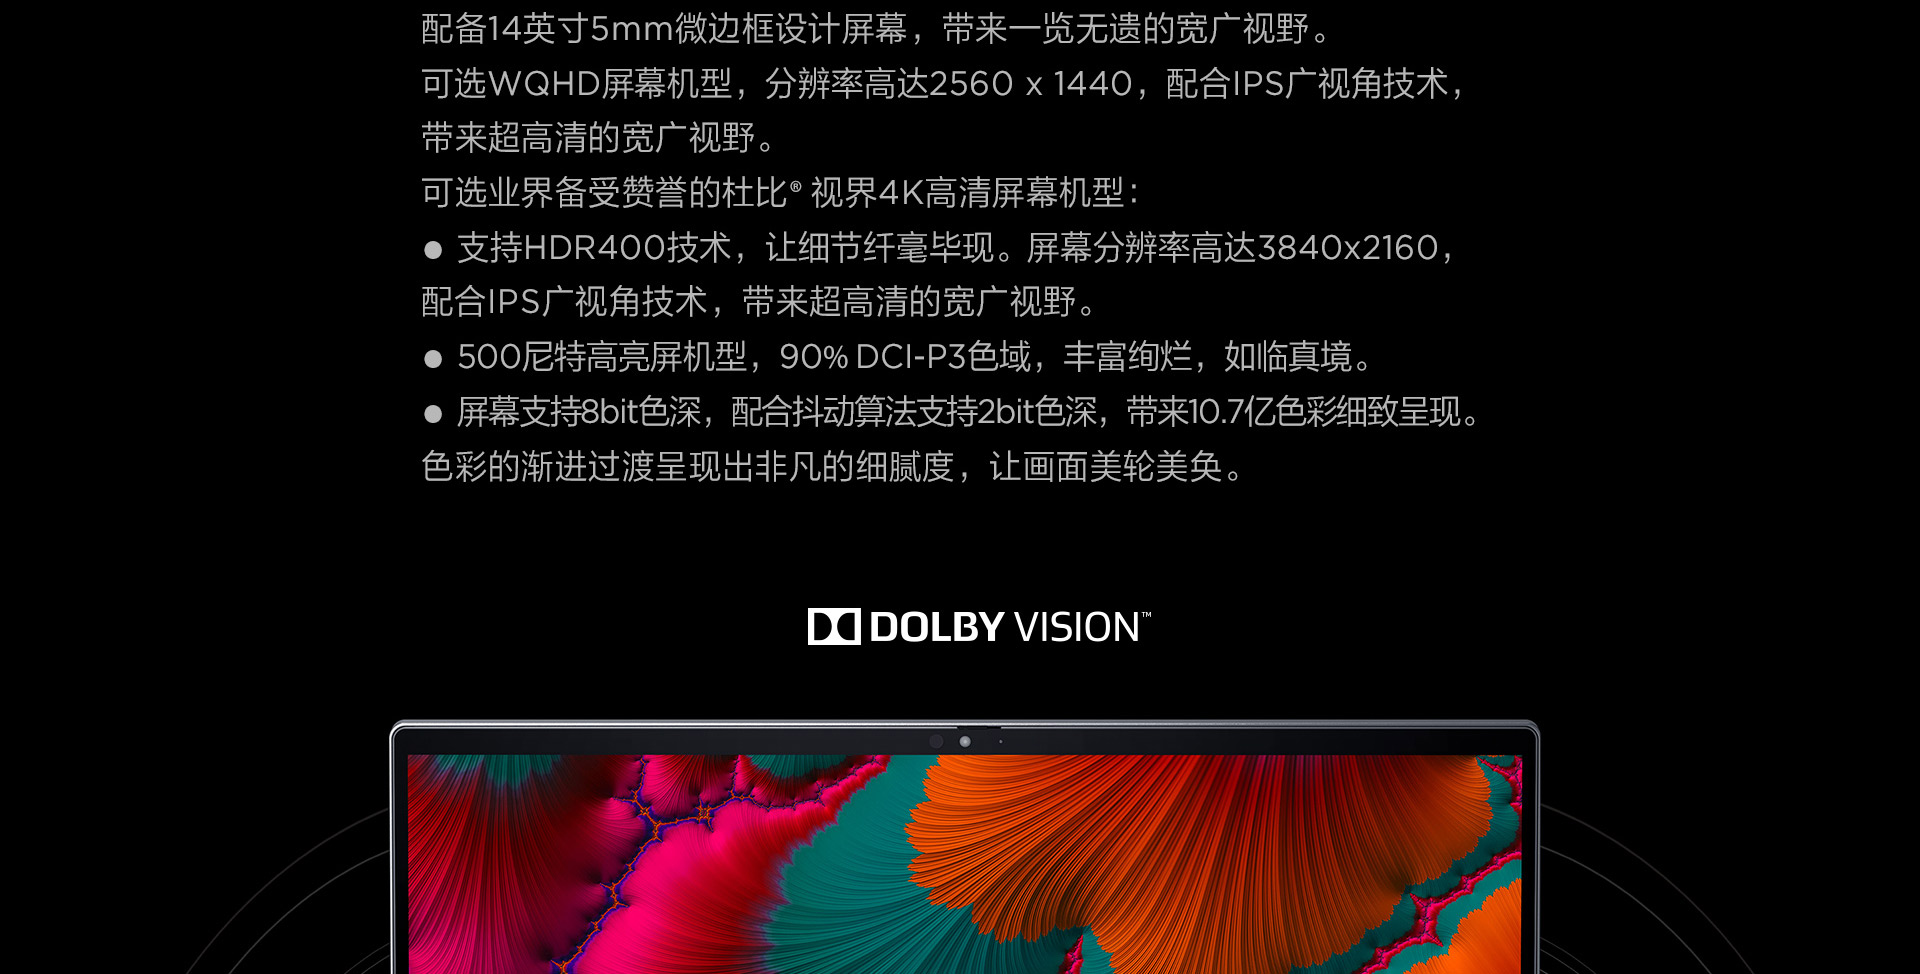 配备14英寸5mm微边框设计屏幕，带来一览无遗的宽广视野。
可选WQHD屏幕机型，分辨率高达2560 x 1440，配合IPS广视角技术，
带来超高清的宽广视野。
可选业界备受赞誉的杜比® 视界4K高清屏幕机型：
● 支持HDR400技术，让细节纤毫毕现。屏幕分辨率高达3840x2160，
配合IPS广视角技术，带来超高清的宽广视野。
● 500尼特高亮屏机型，90% DCI-P3色域，丰富绚烂，如临真境。
● 屏幕支持8bit色深，配合抖动算法支持2bit色深，带来10.7亿色彩细致呈现。
色彩的渐进过渡呈现出非凡的细腻度，让画面美轮美奂。
DOLBY VISION™